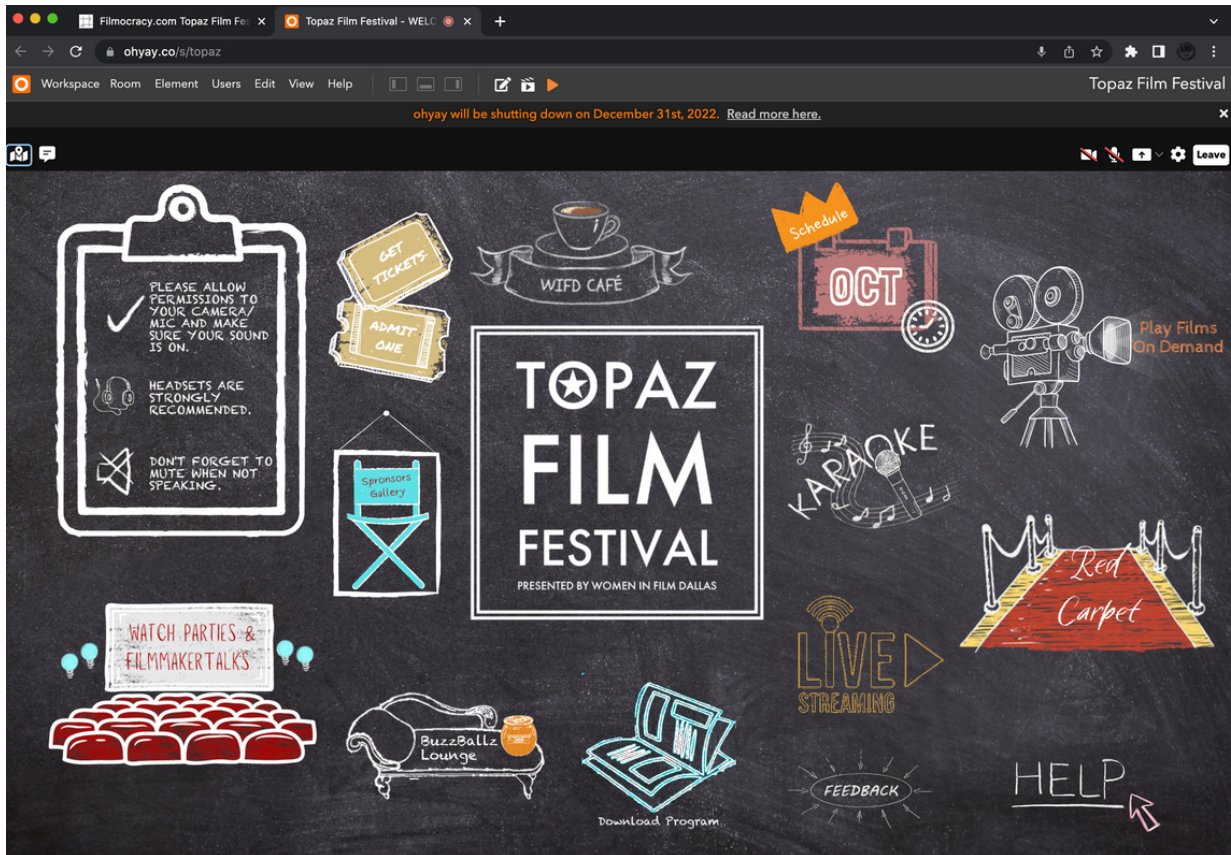 Filmocracy.com Topaz Film Fes
Topaz Film Festival - WELC
ohyay.co/s/topaz
Workspace Room Element Users Edit View Help
Topaz Film Festival
ohyay will be shutting down on December 31st, 2022. Read more here.
Leave
PLEASE ALLOW
PERMISSIONS TO
YOUR CAMERA/
MIC AND MAKE
SURE YOUR SOUND
IS ON.
HEADSETS ARE
STRONGLY
RECOMMENDED.
DON'T FORGET TO
MUTE WHEN NOT
SPEAKING.
GET
TICKETS
ADMIT
ONE
WIFD CAFÉ
Schedule
OCT
Play Films
On Demand
TOPAZ
FILM
FESTIVAL
PRESENTED BY WOMEN IN FILM DALLAS
Spronsors
Gallery
KARAOKE
Red
Carpet
WATCH PARTIES &
FILMMAKERTALKS
LIVE
STREAMING
BuzzBallz
Lounge
Download Program
FEEDBACK
HELP